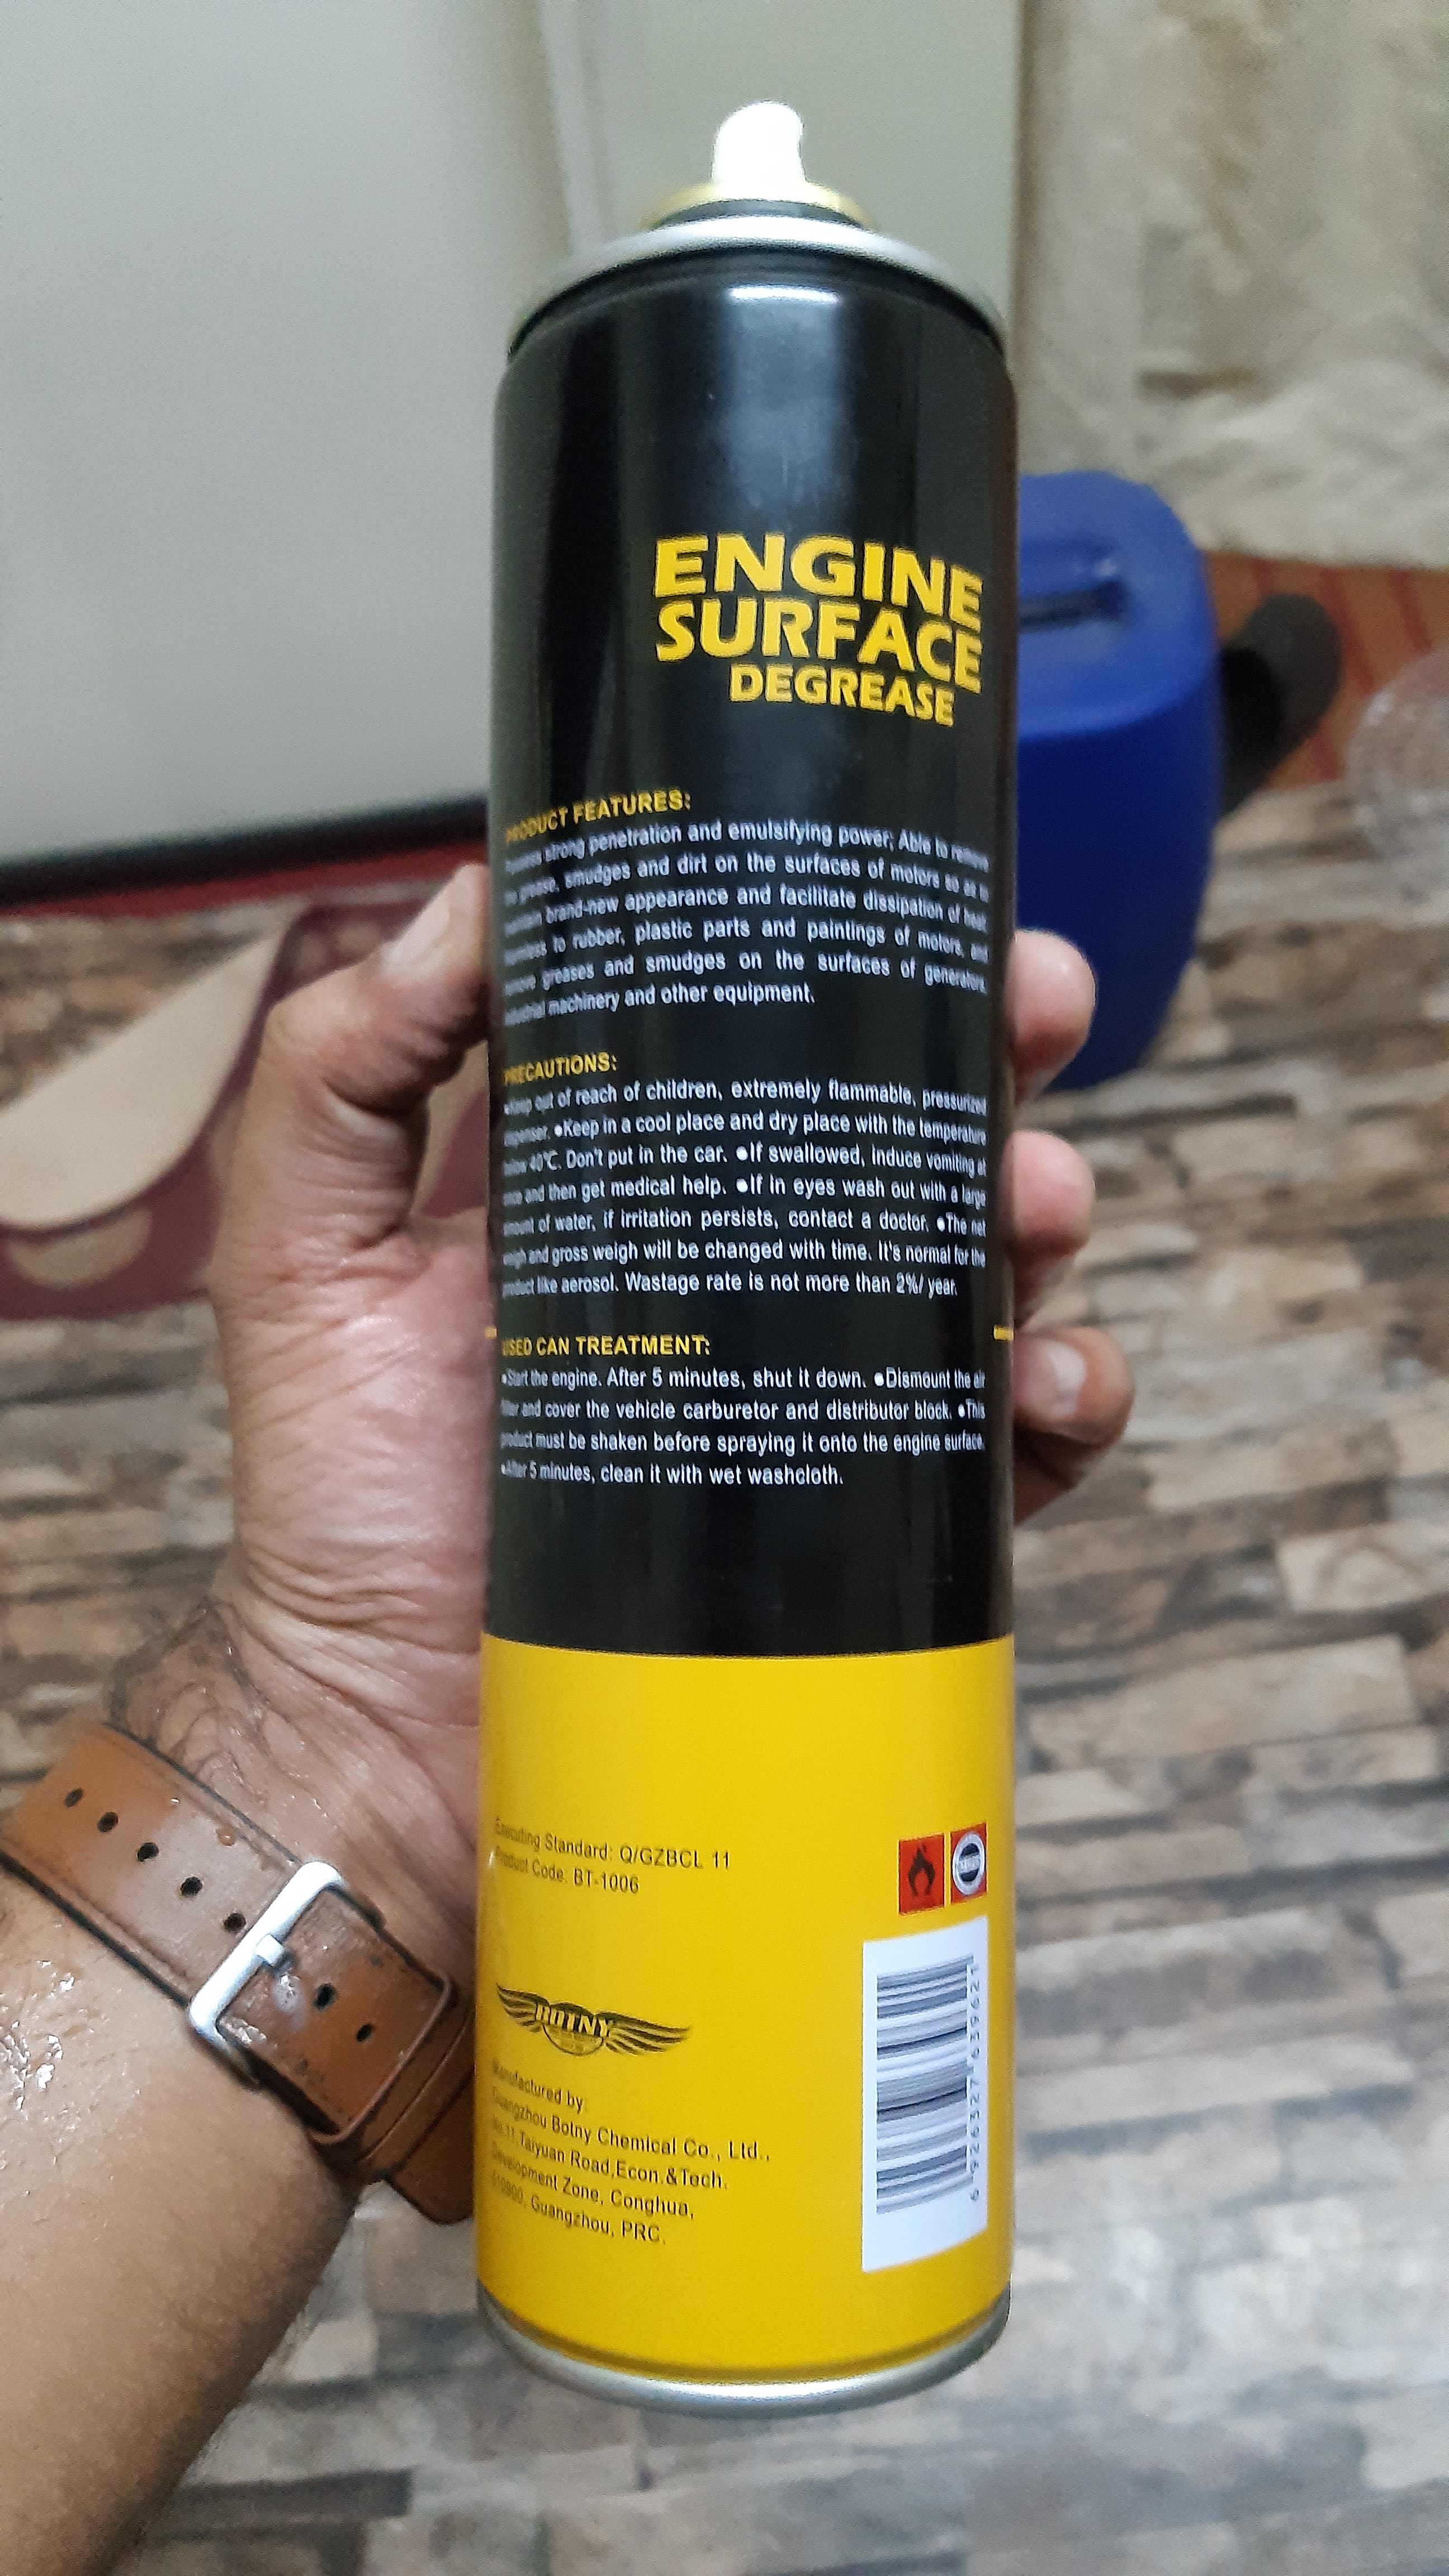 ENGINE
SURFACE
DEGREASE
PRODUCT FEATURES:
strong penetration and emulsifying power; Able to remove
the grease, smudges and dirt on the surfaces of motors so as to
brand-new appearance and facilitate dissipation of heat
harmless to rubber, plastic parts and paintings of motors, and
remove greases and smudges on the surfaces of generators,
industrial machinery and other equipment.
PRECAUTIONS:
●Keep out of reach of children, extremely flammable, pressurized
dispenser. ●Keep in a cool place and dry place with the temperature
below 40℃. Don't put in the car. ●If swallowed, induce vomiting at
once and then get medical help. ●If in eyes wash out with a large
amount of water, if irritation persists, contact a doctor. ●The net
weigh and gross weigh will be changed with time. It's normal for the
product like aerosol. Wastage rate is not more than 2%/ year.
USED CAN TREATMENT:
●Start the engine. After 5 minutes, shut it down. ●Dismount the air
filter and cover the vehicle carburetor and distributor block. ●This
product must be shaken before spraying it onto the engine surface.
●After 5 minutes, clean it with wet washcloth.
Executing Standard: Q/GZBCL 11
Product Code: BT-1006
BOTNY
Manufactured by:
Guangzhou Botny Chemical Co., Ltd.,
No.11,Taiyuan Road,Econ.&Tech.
Development Zone, Conghua,
510900, Guangzhou, PRC.
6 926327 639621